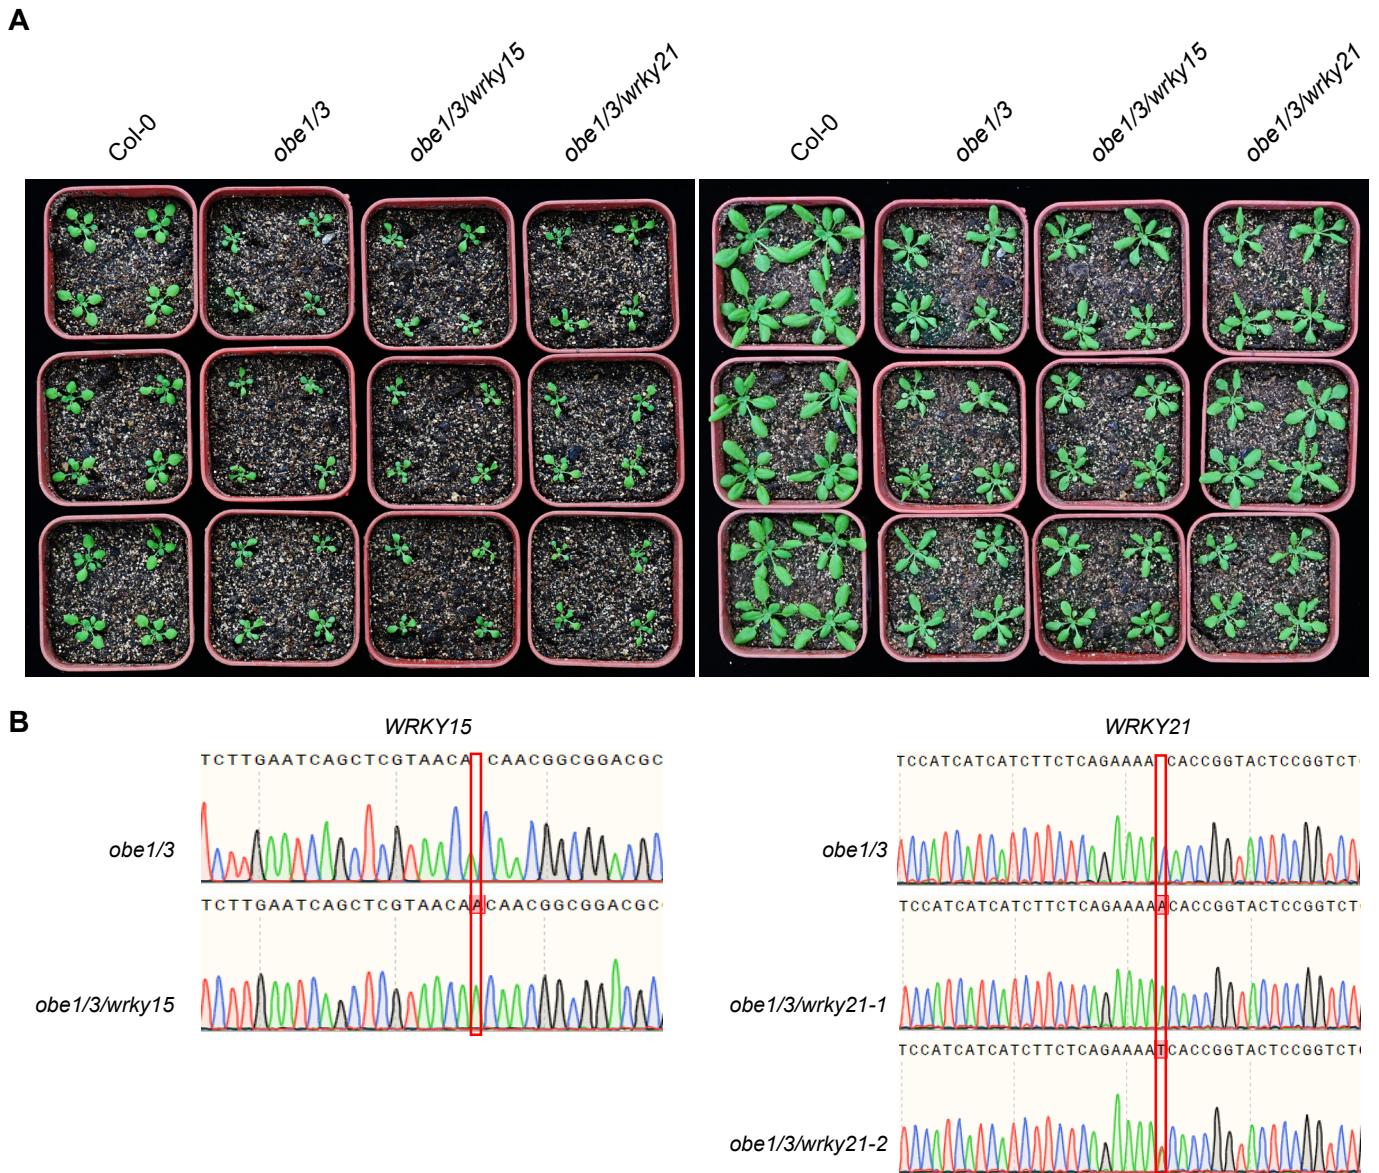 A
Col-0 obe1/3 obe1/3/wrky15 obe1/3/wrky21 Col-0 obe1/3 obe1/3/wrky15 obe1/3/wrky21
B
WRKY15 WRKY21
TCTTGAATCAGCTCGTAACA CAACGGCGGACGC
TCCATCATCATCTTCTCAGAAAA CACCGGTACTCCGGTCT
obe1/3 obe1/3
TCTTGAATCAGCTCGTAACAACAACGGCGGACGC
TCCATCATCATCTTCTCAGAAAAACACCGGTACTCCGGTCT
obe1/3/wrky15 obe1/3/wrky21-1
TCCATCATCATCTTCTCAGAAAATCACCGGTACTCCGGTCT
obe1/3/wrky21-2